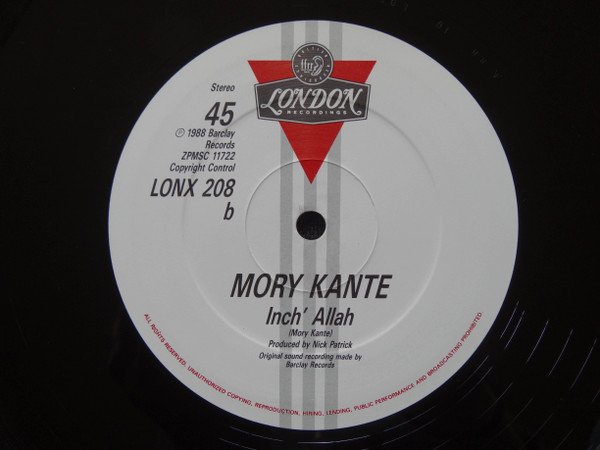 ffrr
LONDON
RECORDINGS
Stereo
45
℗ 1988 Barclay
Records
ZPMSC 11722
Copyright Control
LONX 208
b
MORY KANTE
Inch' Allah
(Mory Kante)
Produced by Nick Patrick
Original sound recording made by
Barclay Records
ALL RIGHTS RESERVED. UNAUTHORIZED COPYING, REPRODUCTION, HIRING, LENDING, PUBLIC PERFORMANCE AND BROADCASTING PROHIBITED